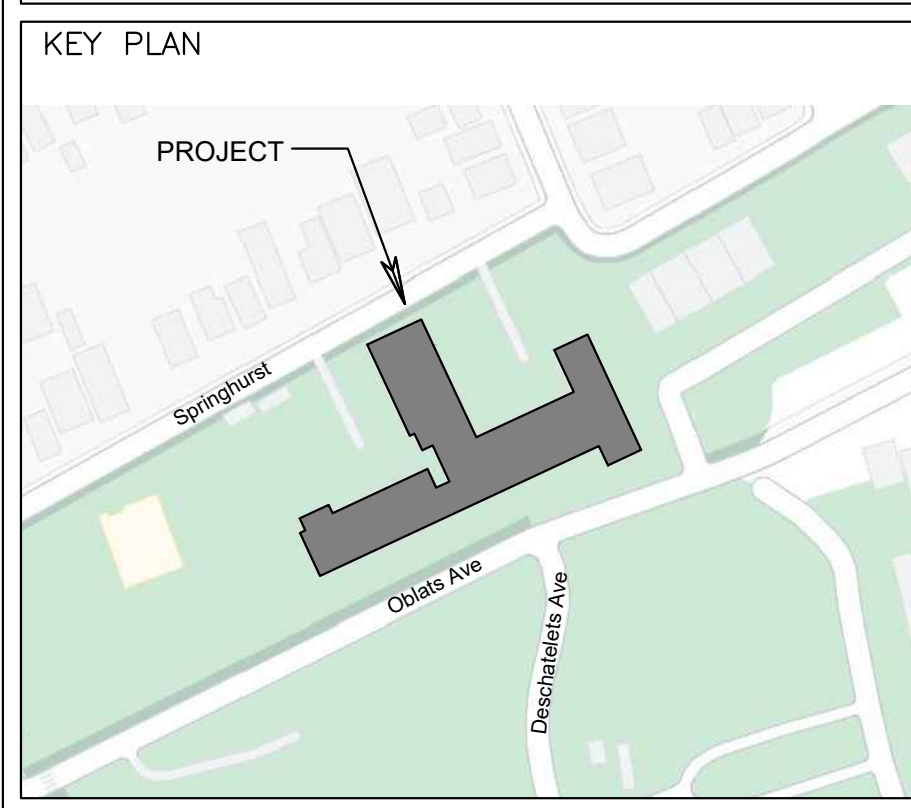 KEY PLAN
PROJECT
Springhurst
Oblats Ave
Deschatelets Ave